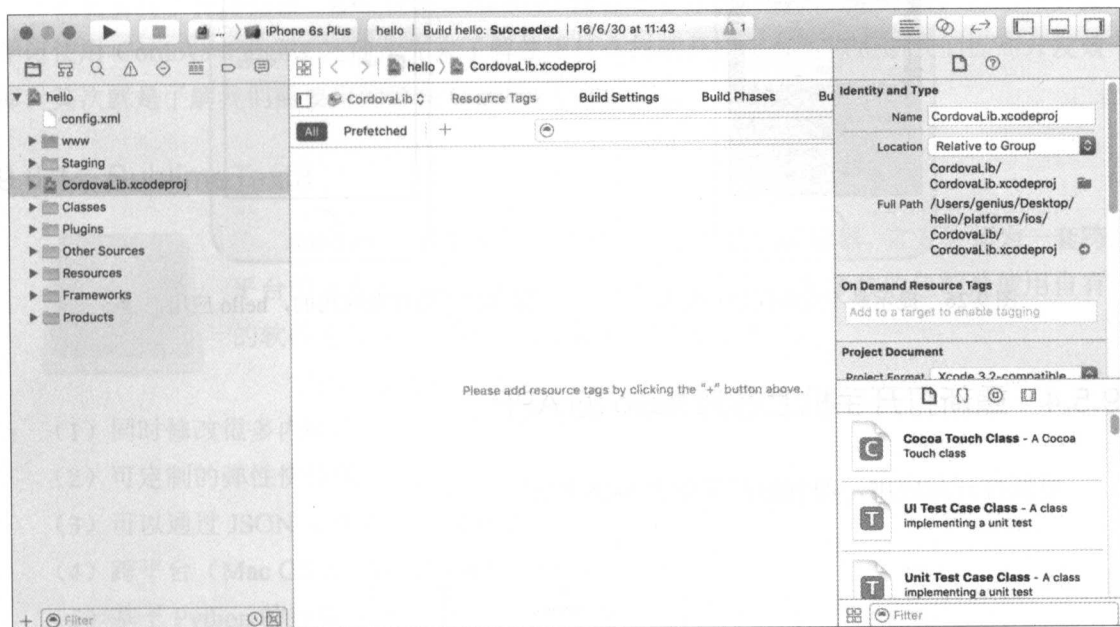 ... 〉 iPhone 6s Plus
hello | Build hello: Succeeded | 16/6/30 at 11:43
1
hello 〉 CordovaLib.xcodeproj
hello
config.xml
www
Staging
CordovaLib.xcodeproj
Classes
Plugins
Other Sources
Resources
Frameworks
Products
Filter
CordovaLib
Resource Tags
Build Settings
Build Phases
Bu
All
Prefetched
+
Please add resource tags by clicking the "+" button above.
Identity and Type
Name CordovaLib.xcodeproj
Location Relative to Group
CordovaLib/
CordovaLib.xcodeproj
Full Path /Users/genius/Desktop/
hello/platforms/ios/
CordovaLib/
CordovaLib.xcodeproj
On Demand Resource Tags
Add to a target to enable tagging
Project Document
Project Format Xcode 3.2-compatible
Cocoa Touch Class - A Cocoa
Touch class
UI Test Case Class - A class
implementing a unit test
Unit Test Case Class - A class
implementing a unit test
Filter